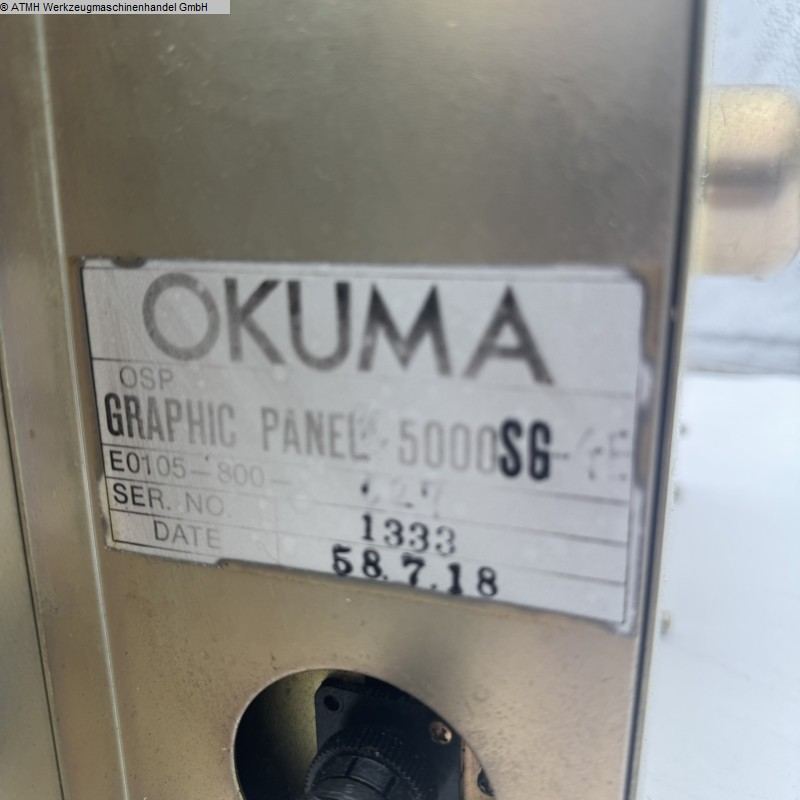 © ATMH Werkzeugmaschinenhandel GmbH
OKUMA
OSP
GRAPHIC PANEL 5000SG
E0105-800-
SER. NO. 1333
DATE 58.7.18